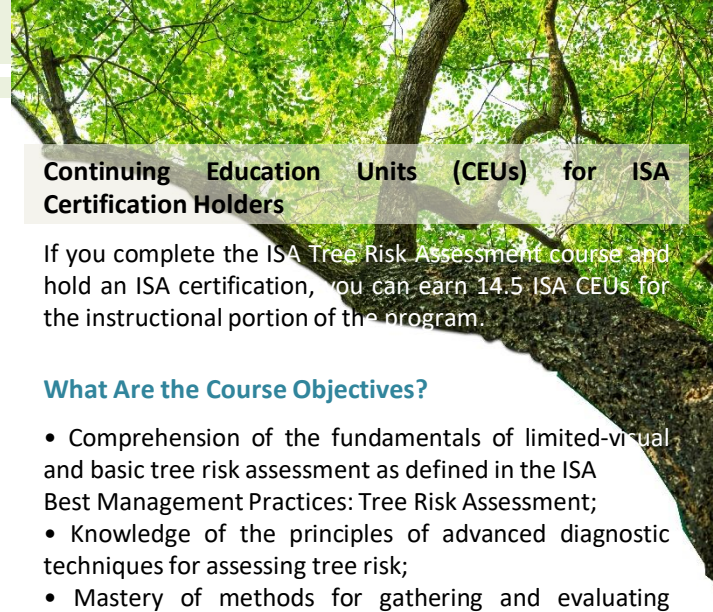 Continuing Education Units (CEUs) for ISA
Certification Holders
If you complete the ISA Tree Risk Assessment course and
hold an ISA certification, you can earn 14.5 ISA CEUs for
the instructional portion of the program.
What Are the Course Objectives?
• Comprehension of the fundamentals of limited-visual
and basic tree risk assessment as defined in the ISA
Best Management Practices: Tree Risk Assessment;
• Knowledge of the principles of advanced diagnostic
techniques for assessing tree risk;
• Mastery of methods for gathering and evaluating